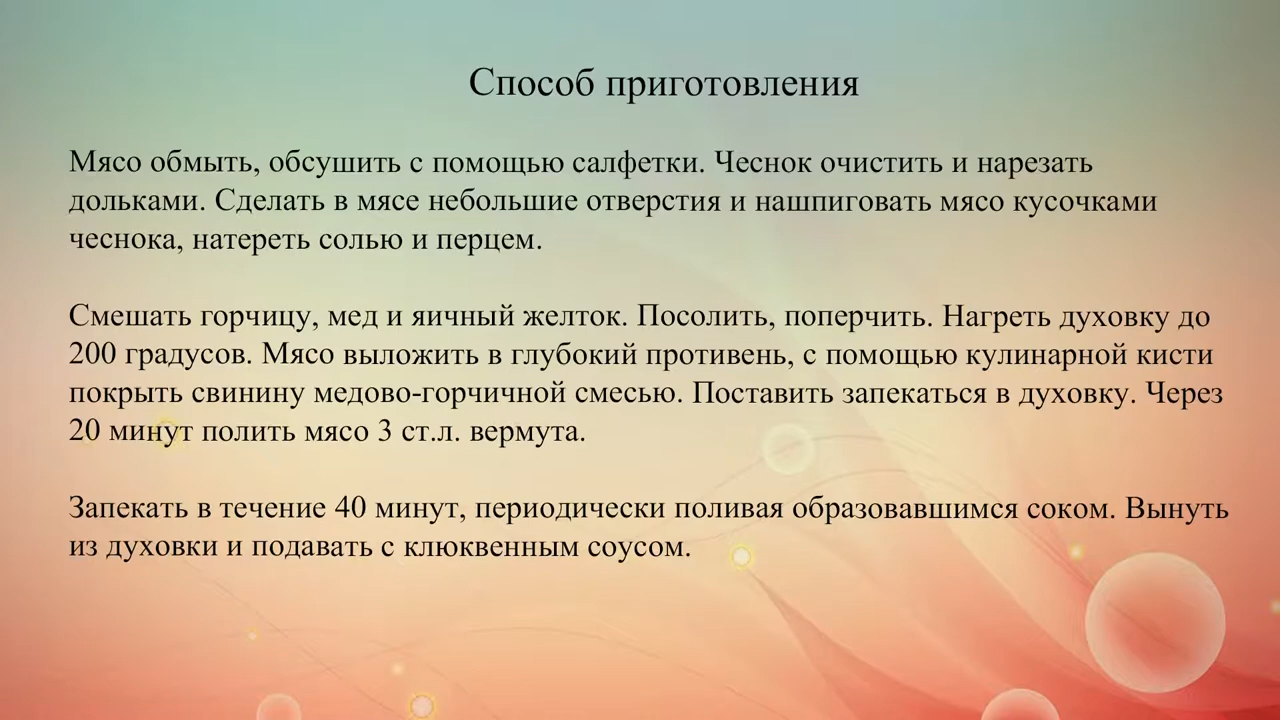 Способ приготовления
Мясо обмыть, обсушить с помощью салфетки. Чеснок очистить и нарезать
дольками. Сделать в мясе небольшие отверстия и нашпиговать мясо кусочками
чеснока, натереть солью и перцем.
Смешать горчицу, мед и яичный желток. Посолить, поперчить. Нагреть духовку до
200 градусов. Мясо выложить в глубокий противень, с помощью кулинарной кисти
покрыть свинину медово-горчичной смесью. Поставить запекаться в духовку. Через
20 минут полить мясо 3 ст.л. вермута.
Запекать в течение 40 минут, периодически поливая образовавшимся соком. Вынуть
из духовки и подавать с клюквенным соусом.